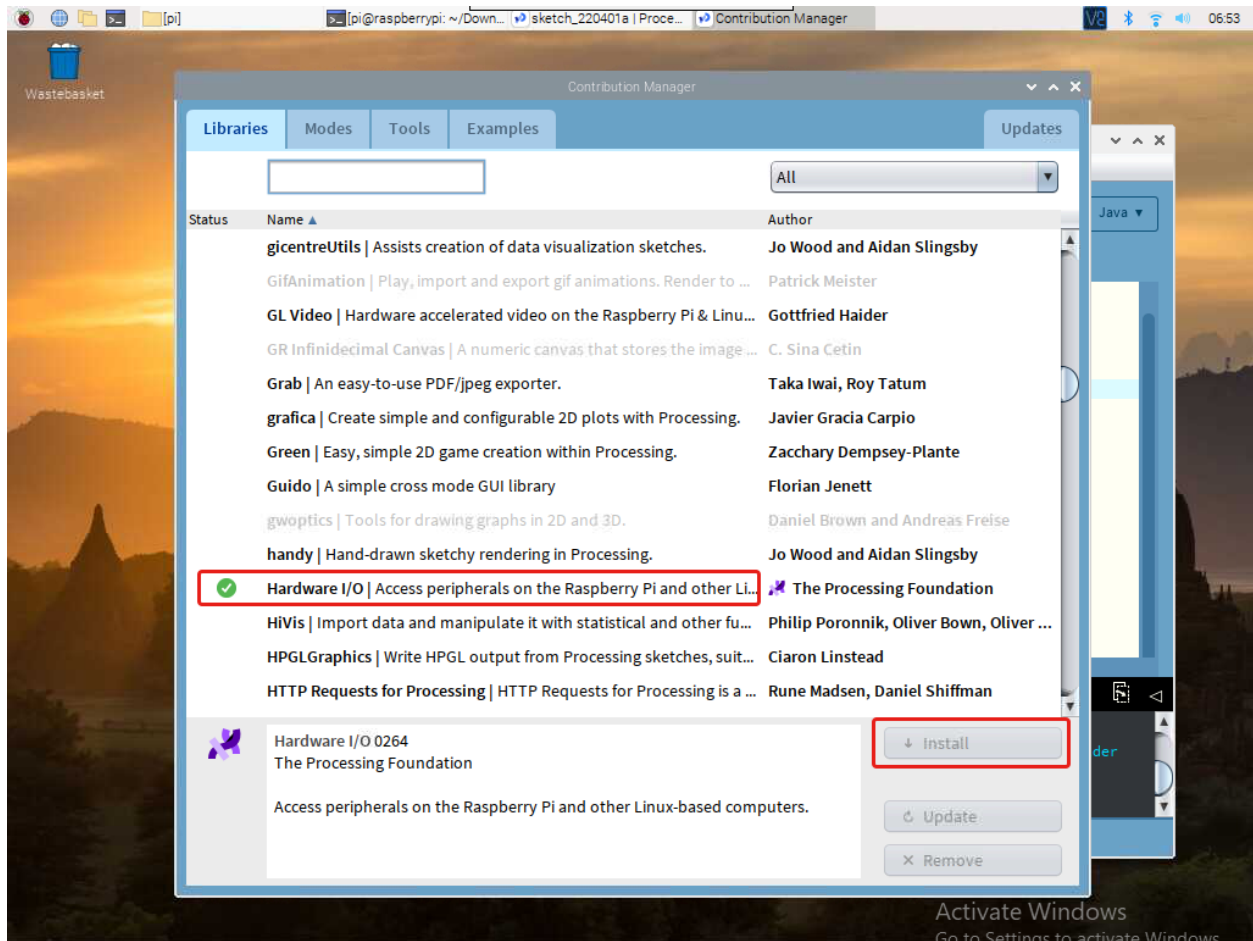 [pi] [pi@raspberrypi: ~/Down... sketch_220401a | Proce... Contribution Manager V2 06:53
Wastebasket
Contribution Manager
Libraries Modes Tools Examples Updates
All
Status Name Author
Java
gicentreUtils | Assists creation of data visualization sketches. Jo Wood and Aidan Slingsby
GifAnimation | Play, import and export gif animations. Render to ... Patrick Meister
GL Video | Hardware accelerated video on the Raspberry Pi & Linu... Gottfried Haider
GR Infinidecimal Canvas | A numeric canvas that stores the image ... C. Sina Cetin
Grab | An easy-to-use PDF/jpeg exporter. Taka Iwai, Roy Tatum
grafica | Create simple and configurable 2D plots with Processing. Javier Gracia Carpio
Green | Easy, simple 2D game creation within Processing. Zacchary Dempsey-Plante
Guido | A simple cross mode GUI library Florian Jenett
gwoptics | Tools for drawing graphs in 2D and 3D. Daniel Brown and Andreas Freise
handy | Hand-drawn sketchy rendering in Processing. Jo Wood and Aidan Slingsby
Hardware I/O | Access peripherals on the Raspberry Pi and other Li... The Processing Foundation
HiVis | Import data and manipulate it with statistical and other fu... Philip Poronnik, Oliver Bown, Oliver ...
HPGLGraphics | Write HPGL output from Processing sketches, suit... Ciaron Linstead
HTTP Requests for Processing | HTTP Requests for Processing is a ... Rune Madsen, Daniel Shiffman
Hardware I/O 0264
The Processing Foundation
Access peripherals on the Raspberry Pi and other Linux-based computers.
Install
der
Update
Remove
Activate Windows
Go to Settings to activate Windows.